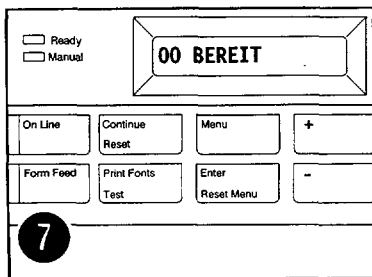 Ready
Manual
00 BEREIT
On Line
Continue
Reset
Menu
+
Form Feed
Print Fonts
Test
Enter
Reset Menu
-
7